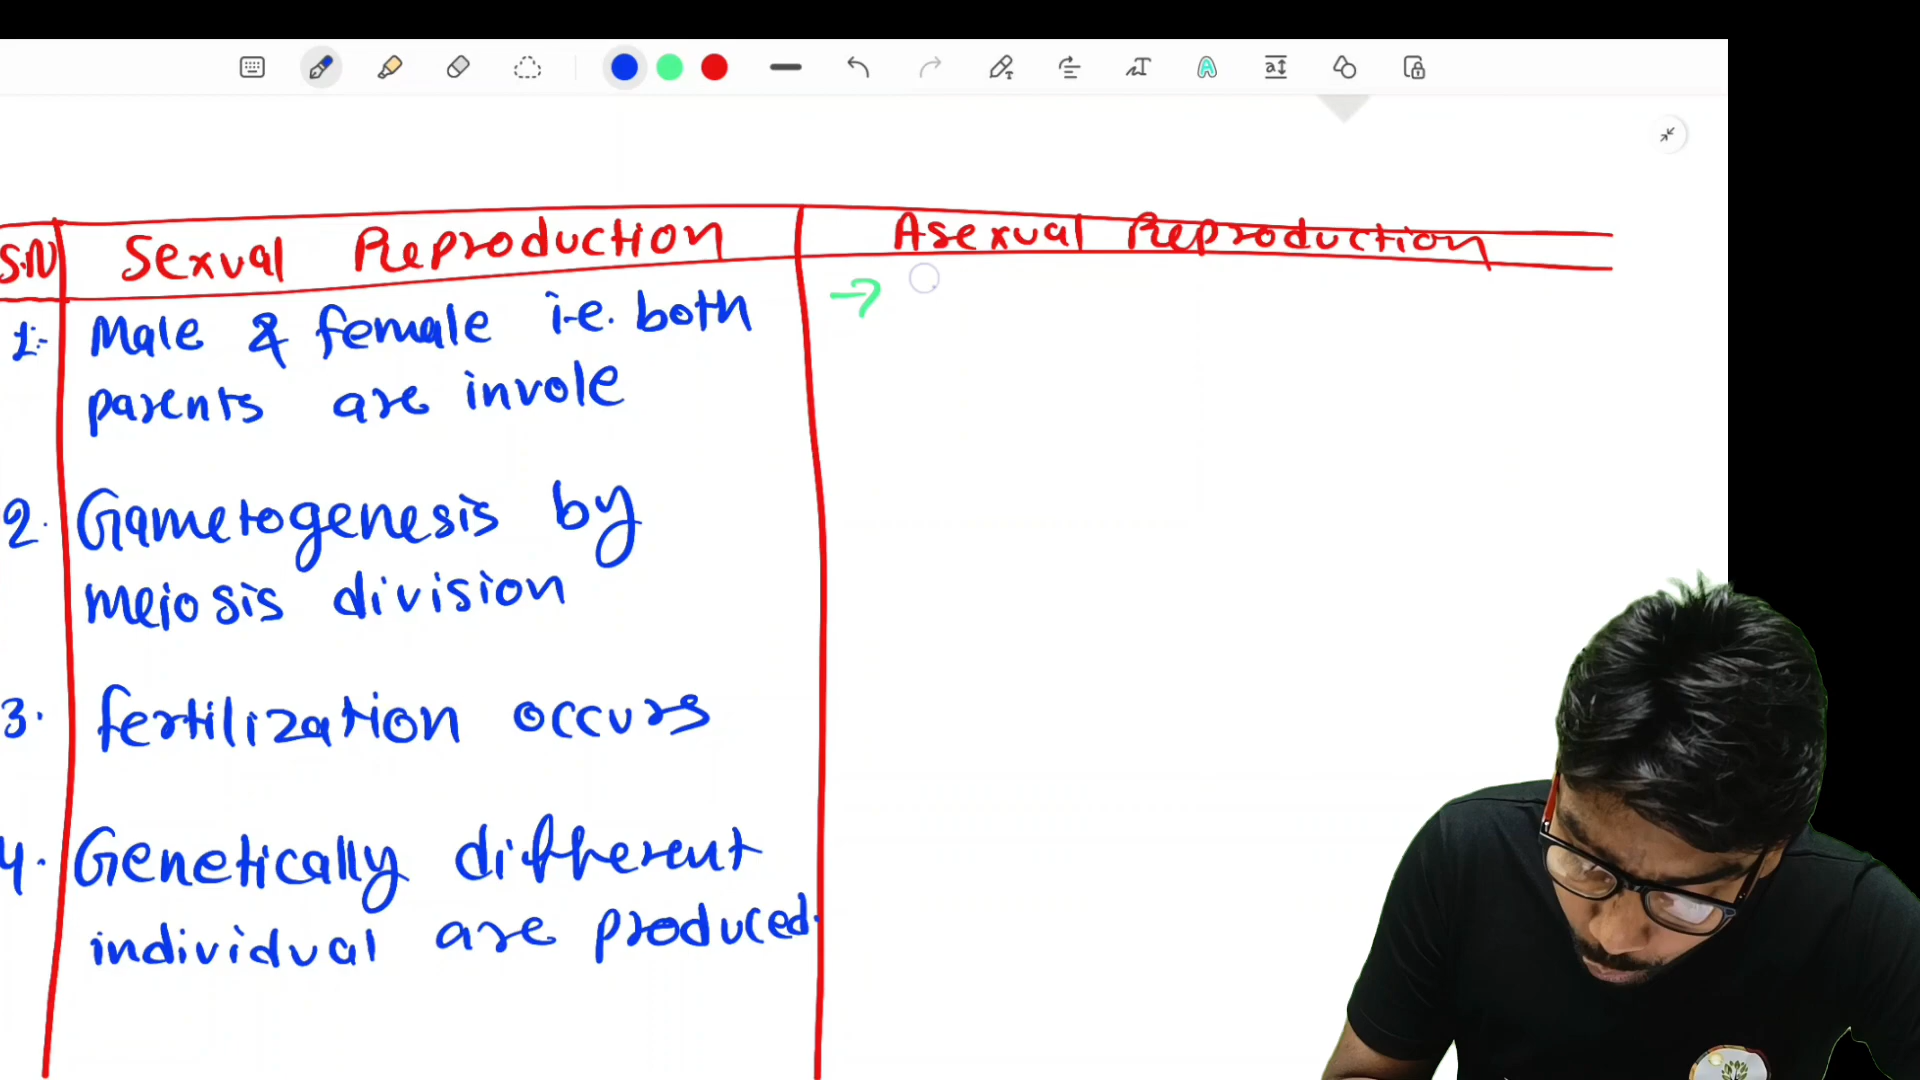 S.N Sexual Reproduction Asexual Reproduction
1:- Male & female i.e. both →
parents are invole
2. Gametogenesis by
meiosis division
3. fertilization occurs
4. Genetically different
individual are produced.